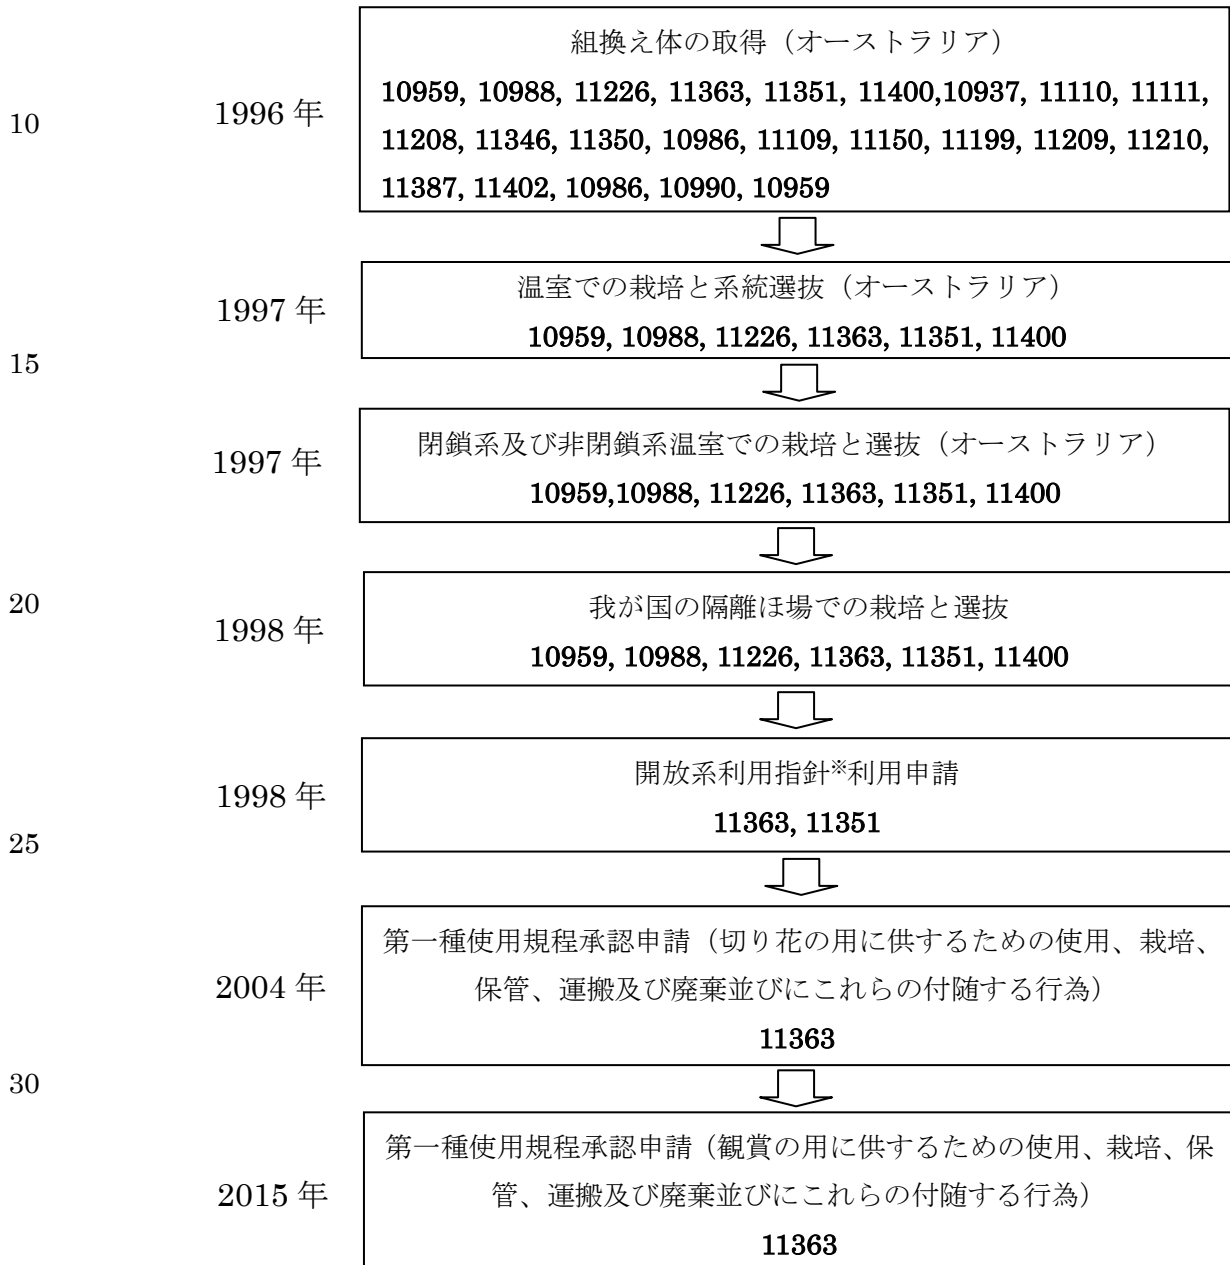 組換え体の取得（オーストラリア）
10959, 10988, 11226, 11363, 11351, 11400,10937, 11110, 11111,
10
1996 年
11208, 11346, 11350, 10986, 11109, 11150, 11199, 11209, 11210,
11387, 11402, 10986, 10990, 10959
温室での栽培と系統選抜（オーストラリア）
1997 年
10959, 10988, 11226, 11363, 11351, 11400
15
閉鎖系及び非閉鎖系温室での栽培と選抜（オーストラリア）
1997 年
10959,10988, 11226, 11363, 11351, 11400
20
我が国の隔離ほ場での栽培と選抜
1998 年
10959, 10988, 11226, 11363, 11351, 11400
開放系利用指針※利用申請
1998 年
11363, 11351
25
第一種使用規程承認申請（切り花の用に供するための使用、栽培、
2004 年
保管、運搬及び廃棄並びにこれらの付随する行為）
11363
30
第一種使用規程承認申請（観賞の用に供するための使用、栽培、保
2015 年
管、運搬及び廃棄並びにこれらの付随する行為）
11363